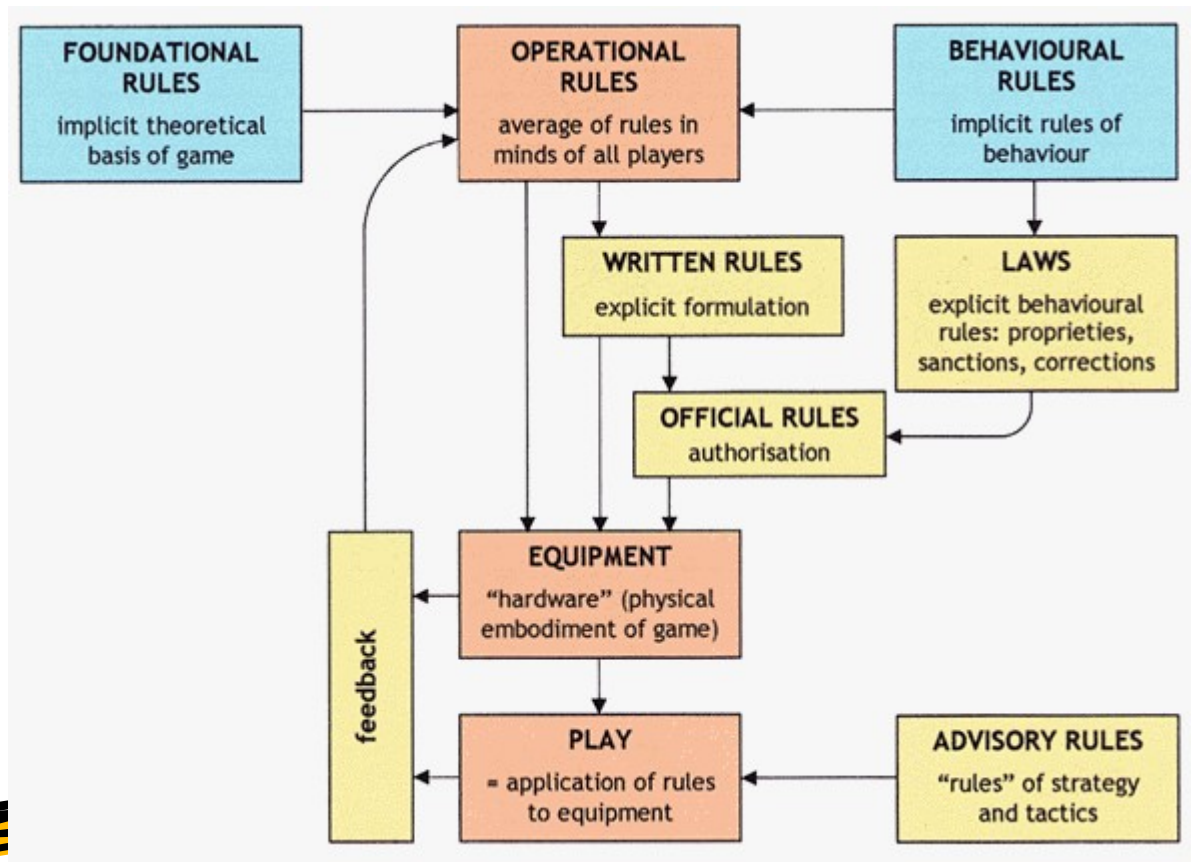 FOUNDATIONAL
RULES
implicit theoretical
basis of game
OPERATIONAL
RULES
average of rules in
minds of all players
BEHAVIOURAL
RULES
implicit rules of
behaviour
WRITTEN RULES
explicit formulation
LAWS
explicit behavioural
rules: proprieties,
sanctions, corrections
OFFICIAL RULES
authorisation
EQUIPMENT
“hardware” (physical
embodiment of game)
feedback
PLAY
= application of rules
to equipment
ADVISORY RULES
“rules” of strategy
and tactics